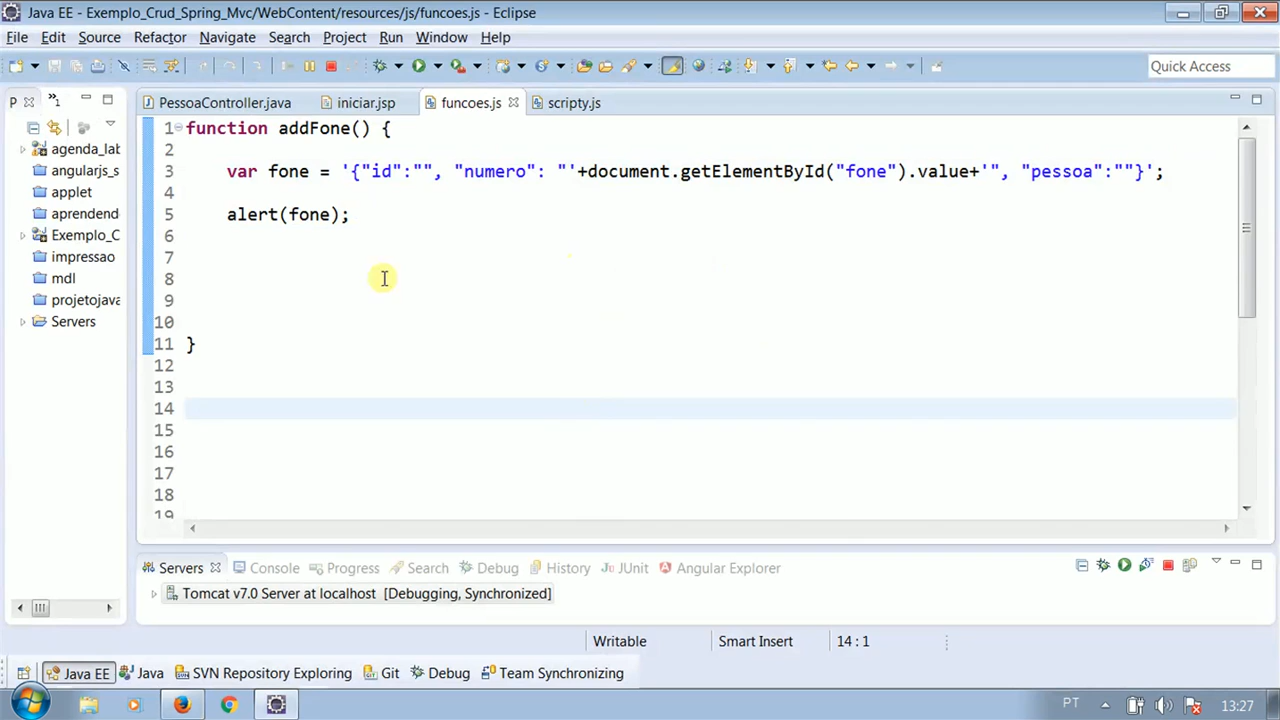 Java EE - Exemplo_Crud_Spring_Mvc/WebContent/resources/js/funcoes.js - Eclipse
File Edit Source Refactor Navigate Search Project Run Window Help
Quick Access
P
PessoaController.java iniciar.jsp funcoes.js scripty.js
agenda_lab
angularjs_s
applet
aprendend
Exemplo_C
impressao
mdl
projetojava
Servers
1 function addFone() {
2
3 var fone = '{"id":"", "numero": "'+document.getElementById("fone").value+'", "pessoa":""}';
4
5 alert(fone);
6
7
8
9
10
11 }
12
13
14
15
16
17
18
19
Servers Console Progress Search Debug History JUnit Angular Explorer
Tomcat v7.0 Server at localhost [Debugging, Synchronized]
Writable Smart Insert 14 : 1
Java EE Java SVN Repository Exploring Git Debug Team Synchronizing
PT 13:27